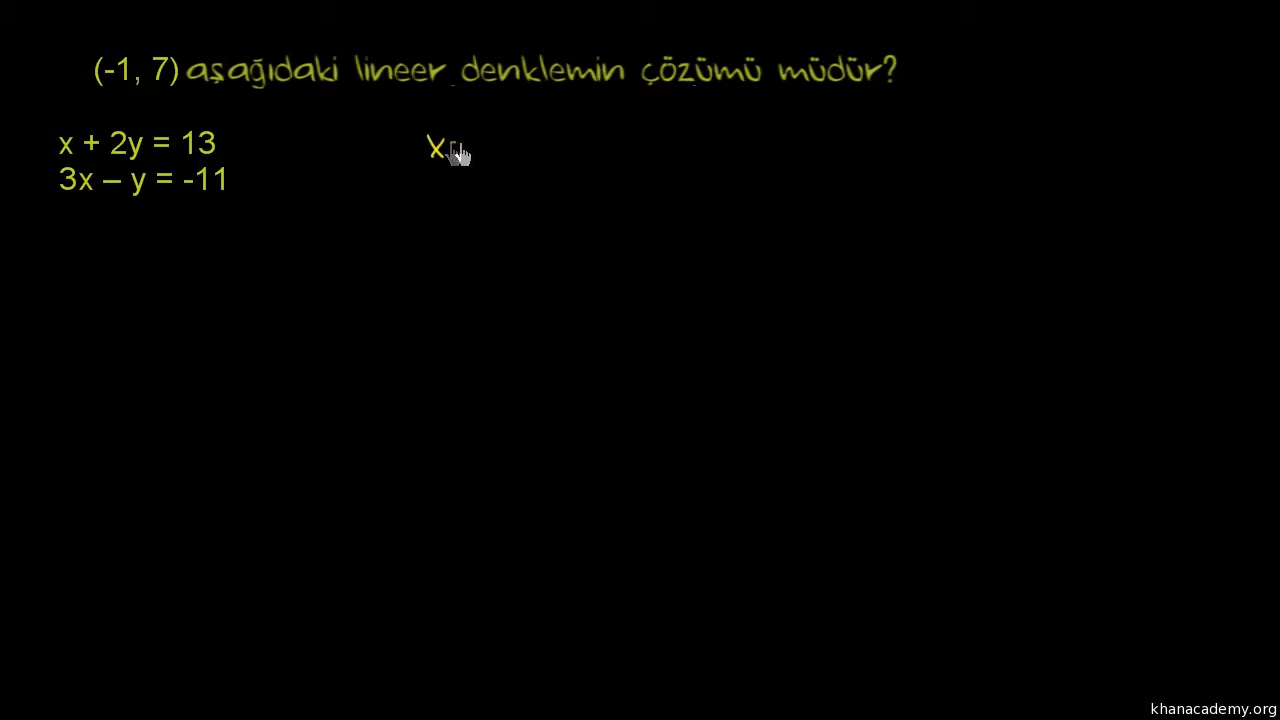 (-1, 7) aşağıdaki lineer denklemin çözümü müdür?
x + 2y = 13
x
3x – y = -11
khanacademy.org